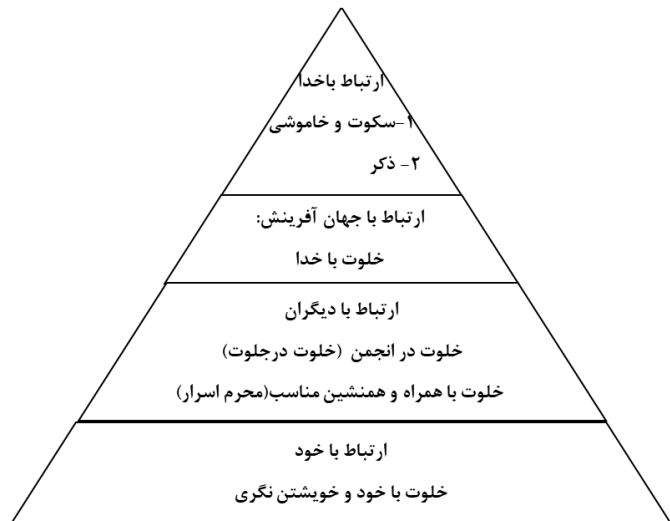 ارتباط باخدا
۱-سکوت و خاموشی
۲- ذکر
ارتباط با جهان آفرینش:
خلوت با خدا
ارتباط با دیگران
خلوت در انجمن (خلوت درجلوت)
خلوت با همراه و همنشین مناسب(محرم اسرار)
ارتباط با خود
خلوت با خود و خویشتن نگری